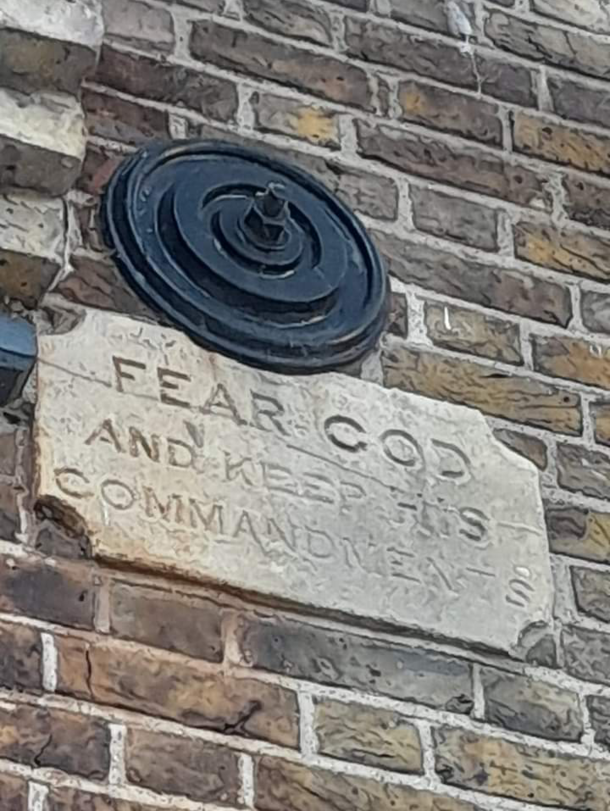 FEAR GOD
AND KEEP HIS
COMMANDMENTS